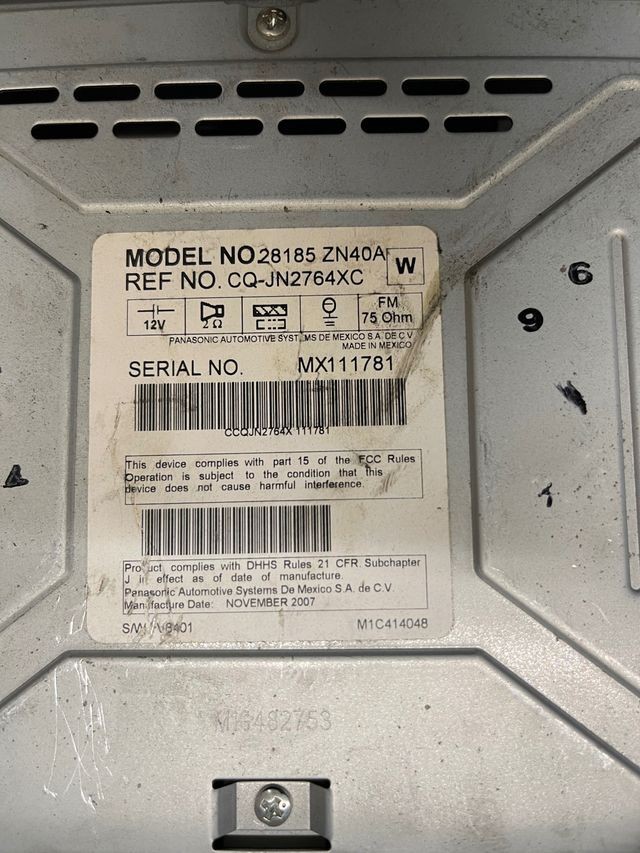 MODEL NO. 28185 ZN40A
W
REF NO. CQ-JN2764XC
12V
2 Ω
FM
75 Ohm
PANASONIC AUTOMOTIVE SYSTEMS DE MEXICO S.A. DE C.V
MADE IN MEXICO
SERIAL NO. MX111781
CCQJN2764X 111781
This device complies with part 15 of the FCC Rules
Operation is subject to the condition that this
device does not cause harmful interference.
Product complies with DHHS Rules 21 CFR. Subchapter
J in effect as of date of manufacture.
Panasonic Automotive Systems De Mexico S.A. de C.V.
Manufacture Date: NOVEMBER 2007
8401 M1C414048
6
9